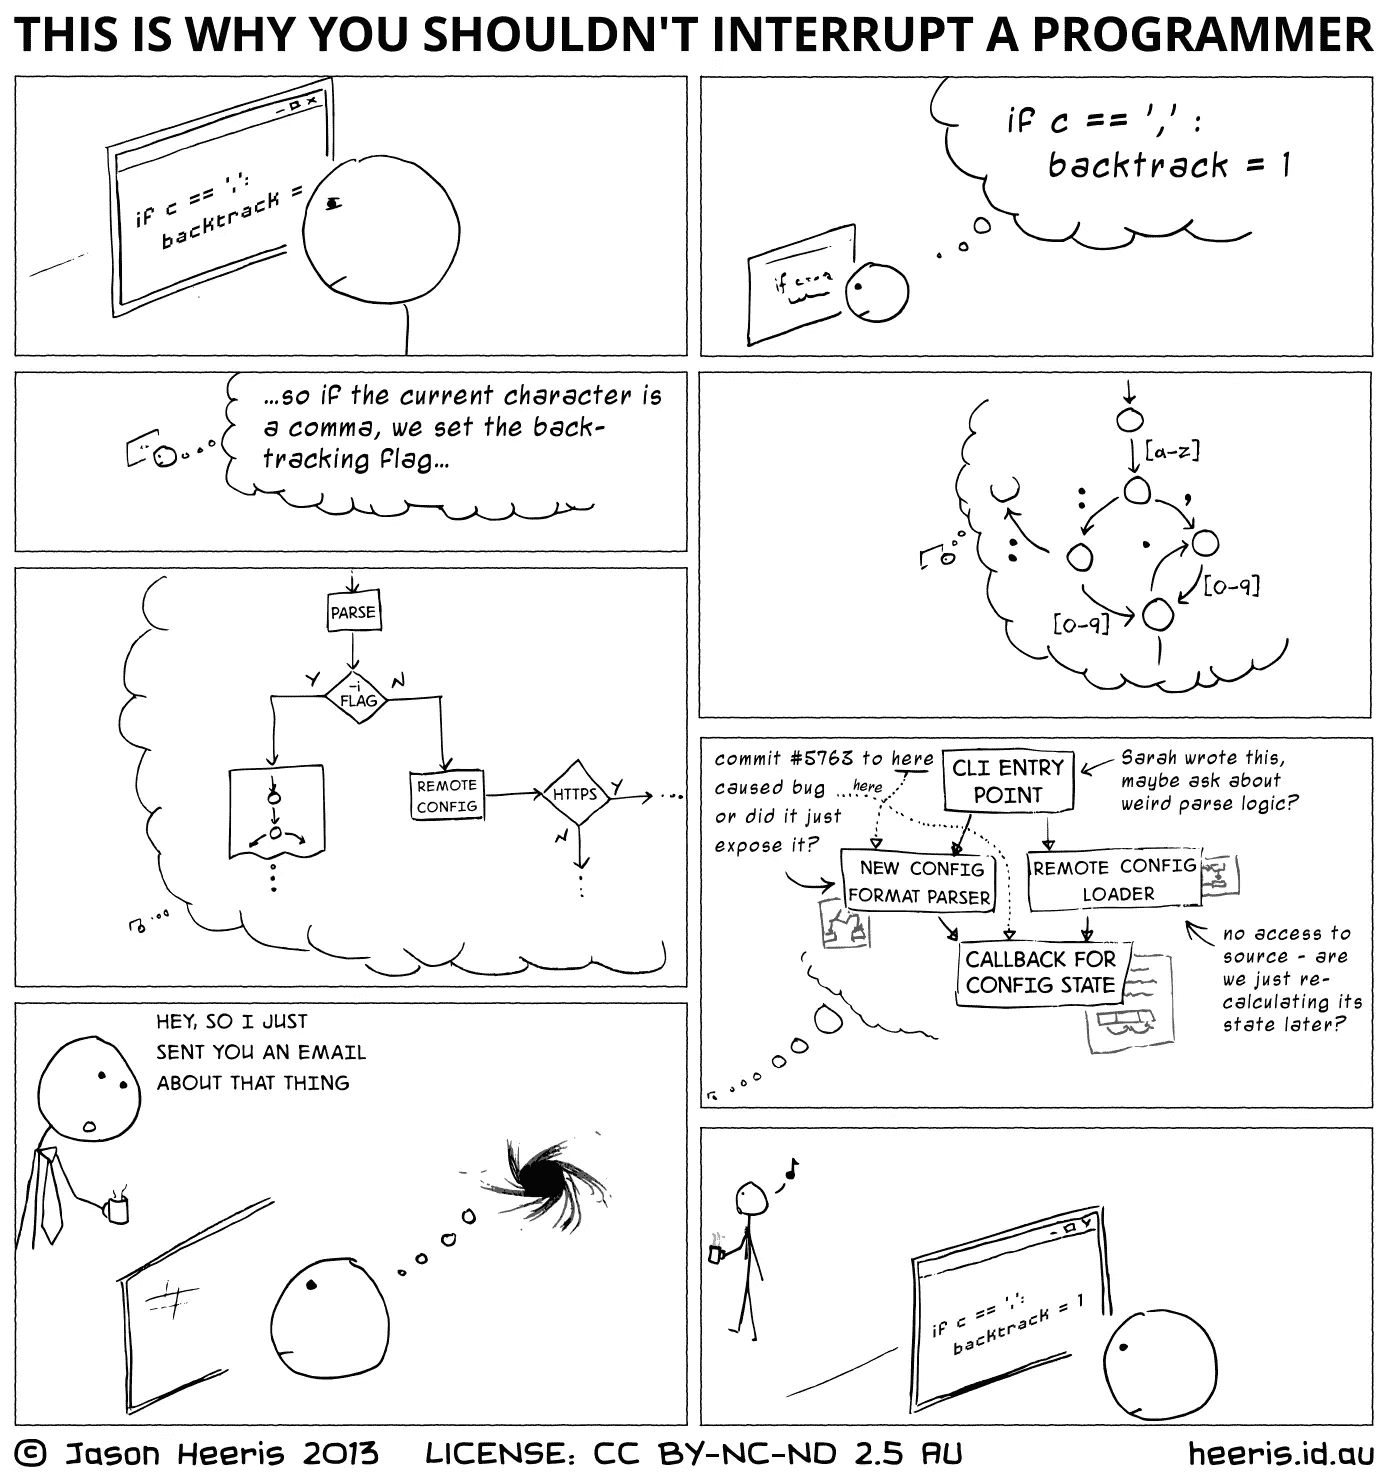 THIS IS WHY YOU SHOULDN'T INTERRUPT A PROGRAMMER
if c == ',':
backtrack =
if c == ',' :
backtrack = 1
...so if the current character is
a comma, we set the back-
tracking flag...
[a-z]
:
,
:
.
[0-9]
[0-9]
PARSE
Y
-i
FLAG
N
REMOTE
CONFIG
HTTPS
Y
N
commit #5763 to here
caused bug ... here
or did it just
expose it?
CLI ENTRY
POINT
Sarah wrote this,
maybe ask about
weird parse logic?
NEW CONFIG
FORMAT PARSER
REMOTE CONFIG
LOADER
CALLBACK FOR
CONFIG STATE
no access to
source - are
we just re-
calculating its
state later?
HEY, SO I JUST
SENT YOU AN EMAIL
ABOUT THAT THING
if c == ',':
backtrack = 1
© Jason Heeris 2013 LICENSE: CC BY-NC-ND 2.5 AU heeris.id.au